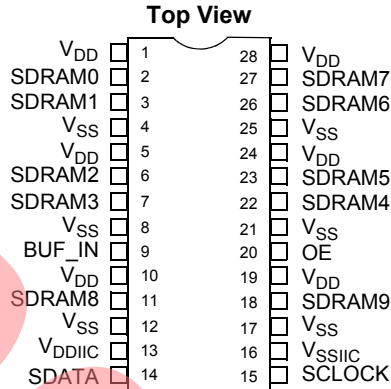 Top View
VDD 1 28 VDD
SDRAM0 2 27 SDRAM7
SDRAM1 3 26 SDRAM6
VSS 4 25 VSS
VDD 5 24 VDD
SDRAM2 6 23 SDRAM5
SDRAM3 7 22 SDRAM4
VSS 8 21 VSS
BUF_IN 9 20 OE
VDD 10 19 VDD
SDRAM8 11 18 SDRAM9
VSS 12 17 VSS
VDDIIC 13 16 VSSIIC
SDATA 14 15 SCLOCK